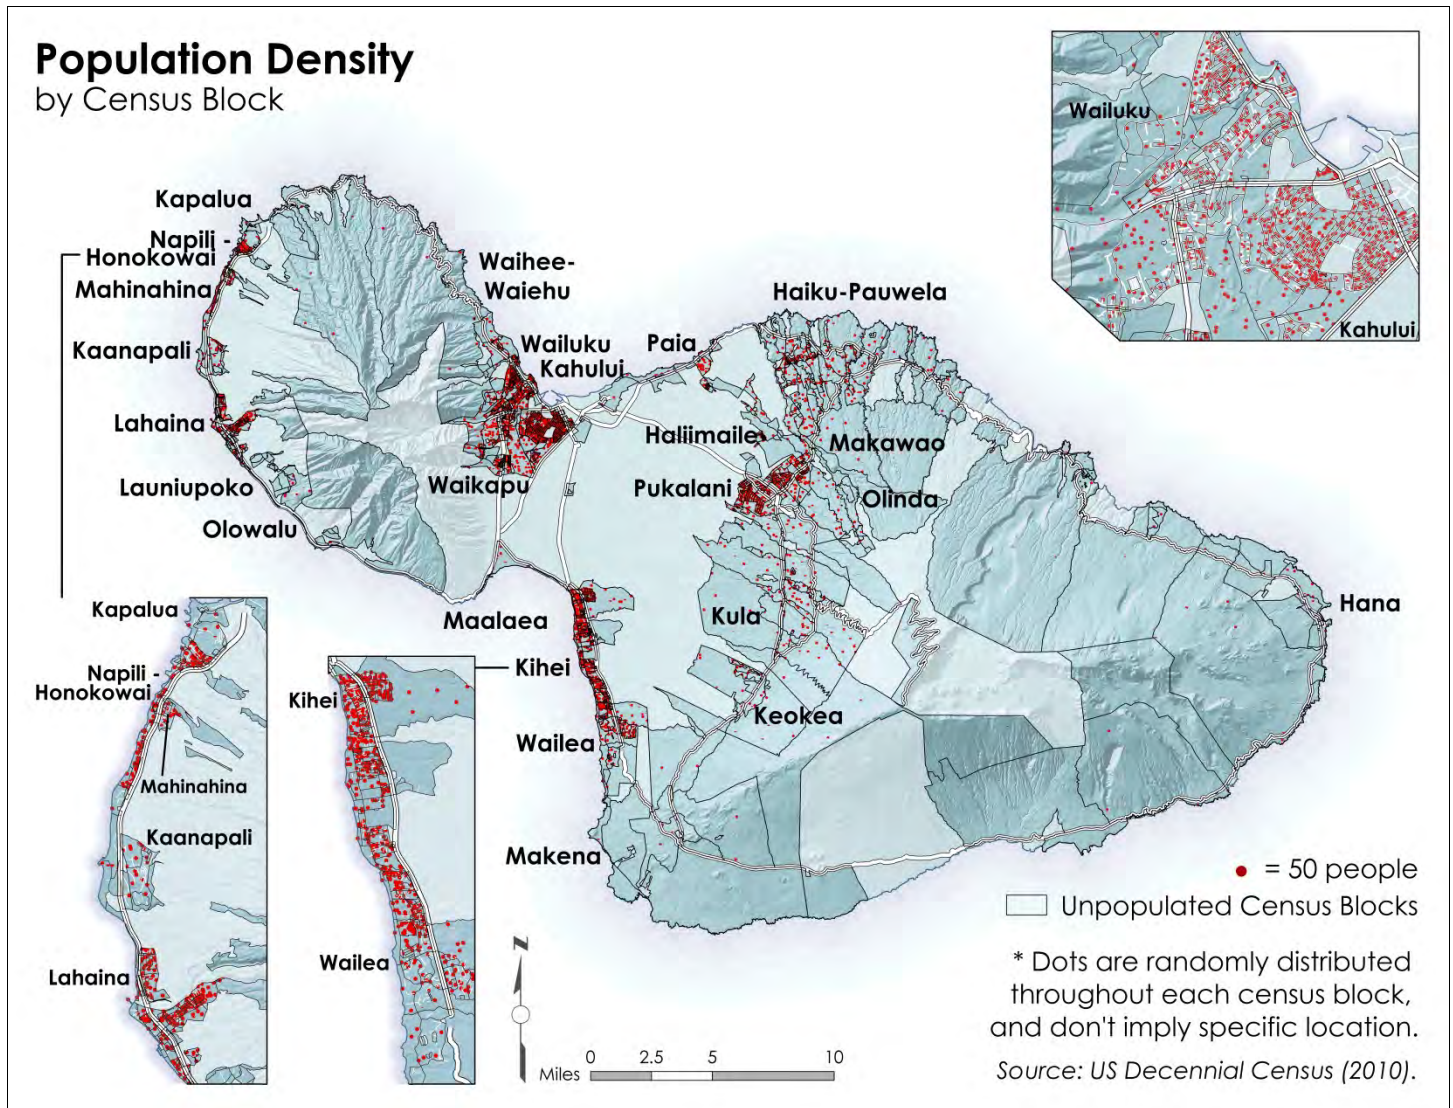 Population Density
by Census Block
Wailuku
Kahului
Kapalua
Napili -
Honokowai
Mahinahina
Kaanapali
Lahaina
Launiupoko
Olowalu
Waihee-
Waiehu
Wailuku
Kahului
Waikapu
Paia
Haiku-Pauwela
Haliimaile
Makawao
Pukalani
Olinda
Kula
Keokea
Hana
Maalaea
Kihei
Wailea
Makena
Kapalua
Napili -
Honokowai
Mahinahina
Kaanapali
Lahaina
Kihei
Wailea
N
0 2.5 5 10
Miles
= 50 people
Unpopulated Census Blocks
* Dots are randomly distributed
throughout each census block,
and don't imply specific location.
Source: US Decennial Census (2010).